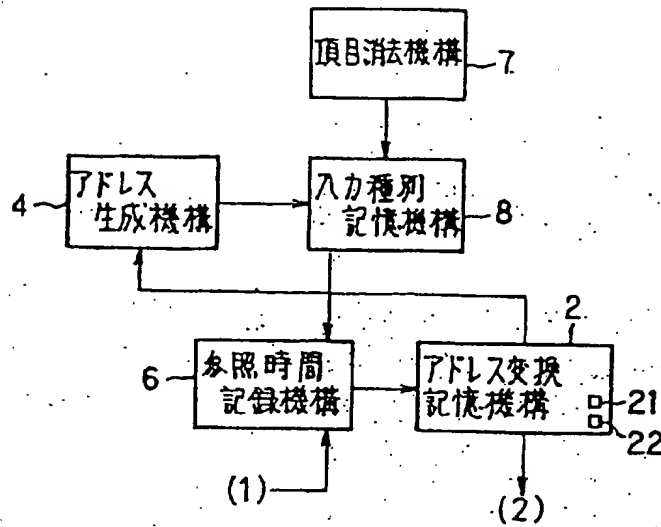 項目消去機構
7
アドレス
生成機構
4
入力種別
記憶機構
8
2
参照時間
記録機構
6
アドレス変換
記憶機構
21
22
(1)
(2)